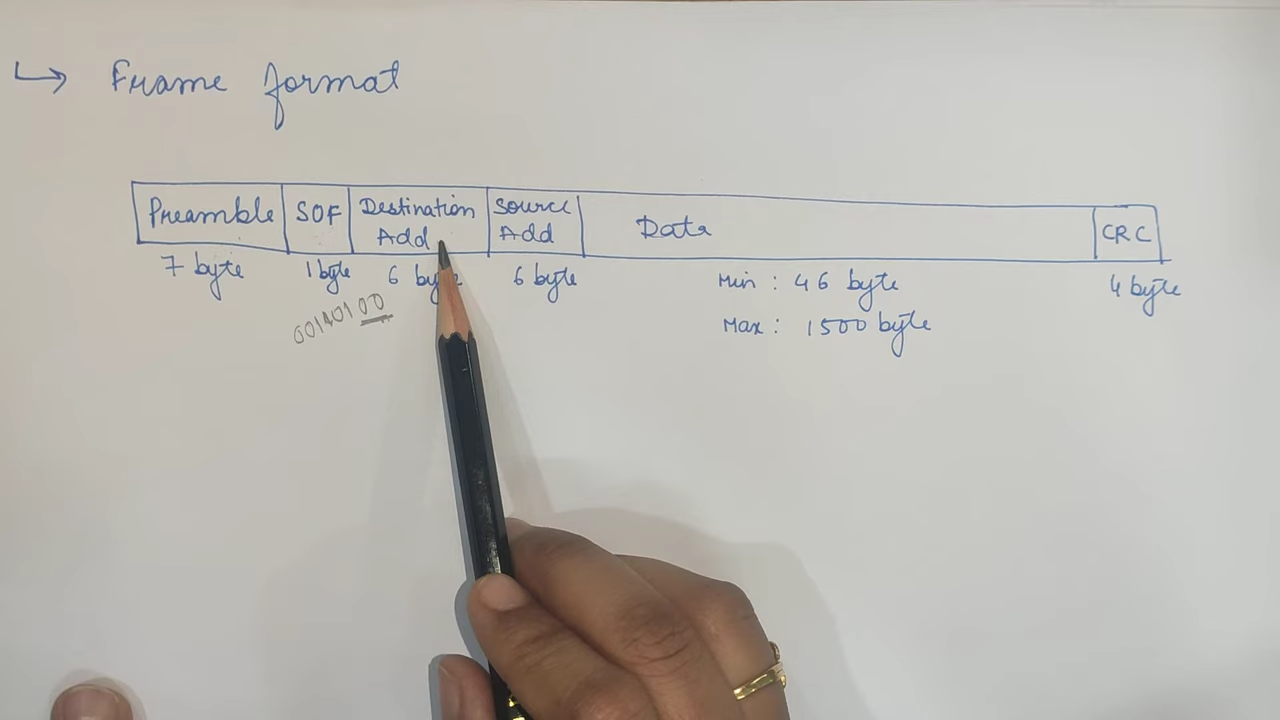 ↳ Frame format
Preamble SOF Destination Add Source Add Data CRC
7 byte 1 byte 6 byte 6 byte Min : 46 byte 4 byte
Max : 1500 byte